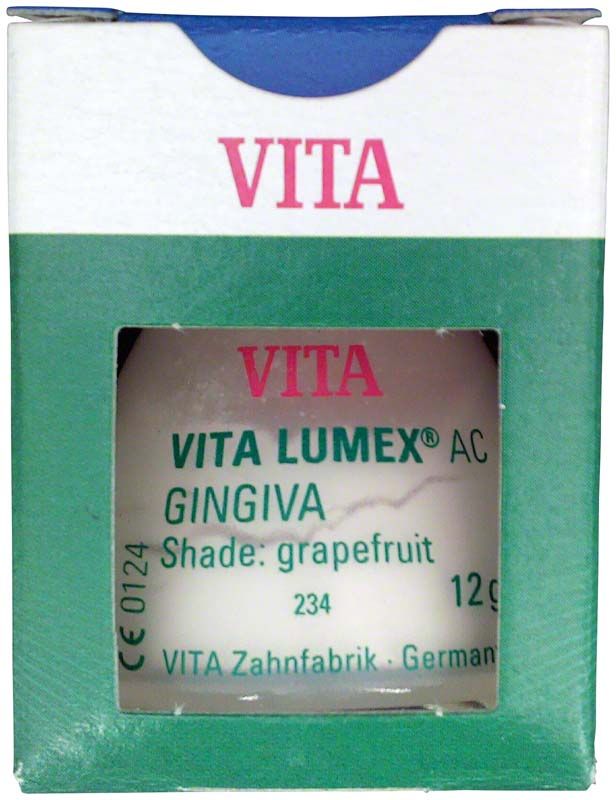 VITA
VITA
VITA LUMEX® AC
GINGIVA
Shade: grapefruit
234
12g
VITA Zahnfabrik · German
CE 0124